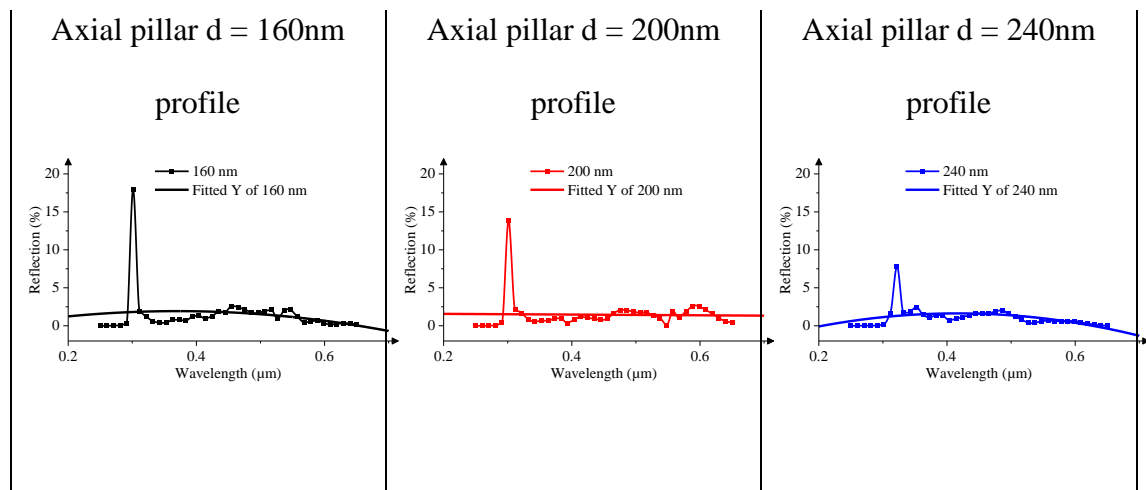 Axial pillar d = 160nm
profile
160 nm
Fitted Y of 160 nm
20
15
10
5
0
Reflection (%)
0.2
0.4
0.6
Wavelength (µm)
Axial pillar d = 200nm
profile
200 nm
Fitted Y of 200 nm
20
15
10
5
0
Reflection (%)
0.2
0.4
0.6
Wavelength (µm)
Axial pillar d = 240nm
profile
240 nm
Fitted Y of 240 nm
20
15
10
5
0
Reflection (%)
0.2
0.4
0.6
Wavelength (µm)